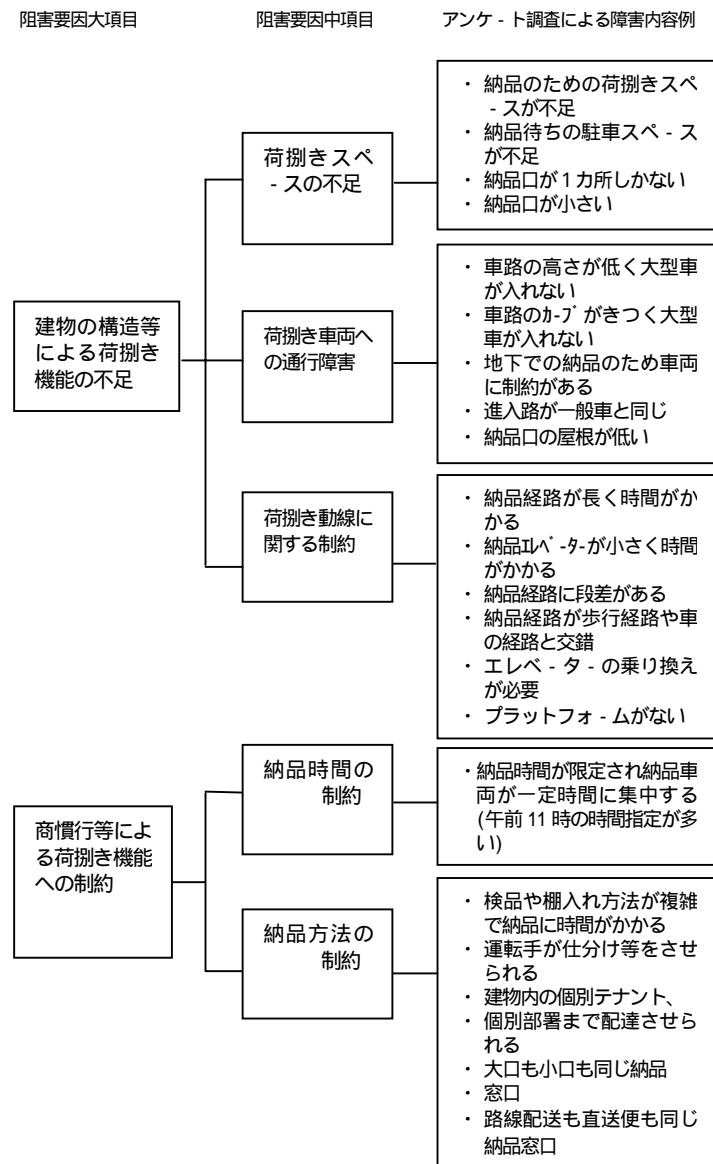 阻害要因大項目　阻害要因中項目　アンケ‐ト調査による障害内容例
建物の構造等
による荷捌き
機能の不足
荷捌きスペ
‐スの不足
・ 納品のための荷捌きスペ
‐スが不足
・ 納品待ちの駐車スペ‐ス
が不足
・ 納品口が１カ所しかない
・ 納品口が小さい
荷捌き車両へ
の通行障害
・ 車路の高さが低く大型車
が入れない
・ 車路のｶ-ﾌﾞがきつく大型
車が入れない
・ 地下での納品のため車両
に制約がある
・ 進入路が一般車と同じ
・ 納品口の屋根が低い
荷捌き動線に
関する制約
・ 納品経路が長く時間がか
かる
・ 納品ｴﾚﾍﾞ-ﾀ-が小さく時間
がかかる
・ 納品経路に段差がある
・ 納品経路が歩行経路や車
の経路と交錯
・ エレベ‐タ‐の乗り換え
が必要
・ プラットフォ‐ムがない
商慣行等によ
る荷捌き機能
への制約
納品時間の
制約
・納品時間が限定され納品車
両が一定時間に集中する
(午前 11 時の時間指定が多
い)
納品方法の
制約
・ 検品や棚入れ方法が複雑
で納品に時間がかかる
・ 運転手が仕分け等をさせ
られる
・ 建物内の個別テナント、
・ 個別部署まで配達させら
れる
・ 大口も小口も同じ納品
・ 窓口
・ 路線配送も直送便も同じ
納品窓口